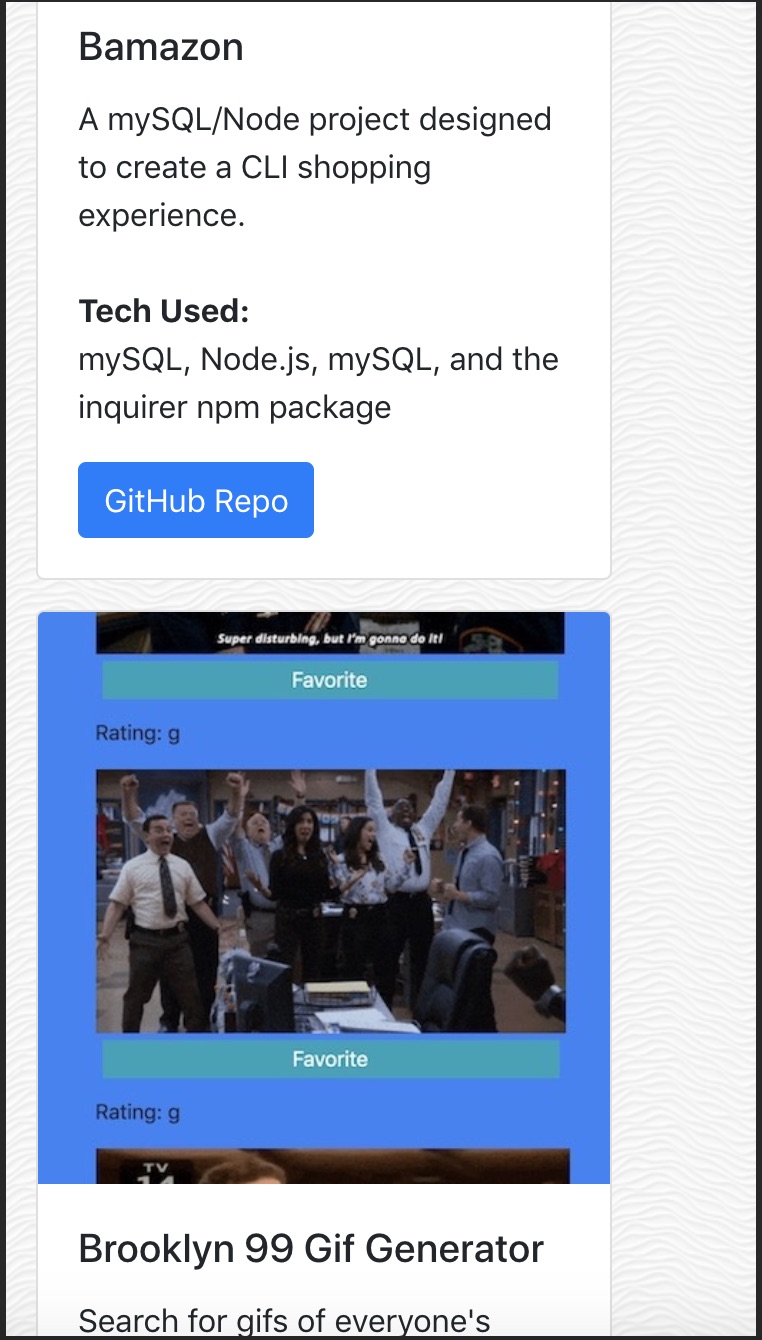 Bamazon
A mySQL/Node project designed
to create a CLI shopping
experience.
Tech Used:
mySQL, Node.js, mySQL, and the
inquirer npm package
GitHub Repo
Super disturbing, but I'm gonna do it!
Favorite
Rating: g
Favorite
Rating: g
TV
14
Brooklyn 99 Gif Generator
Search for gifs of everyone's